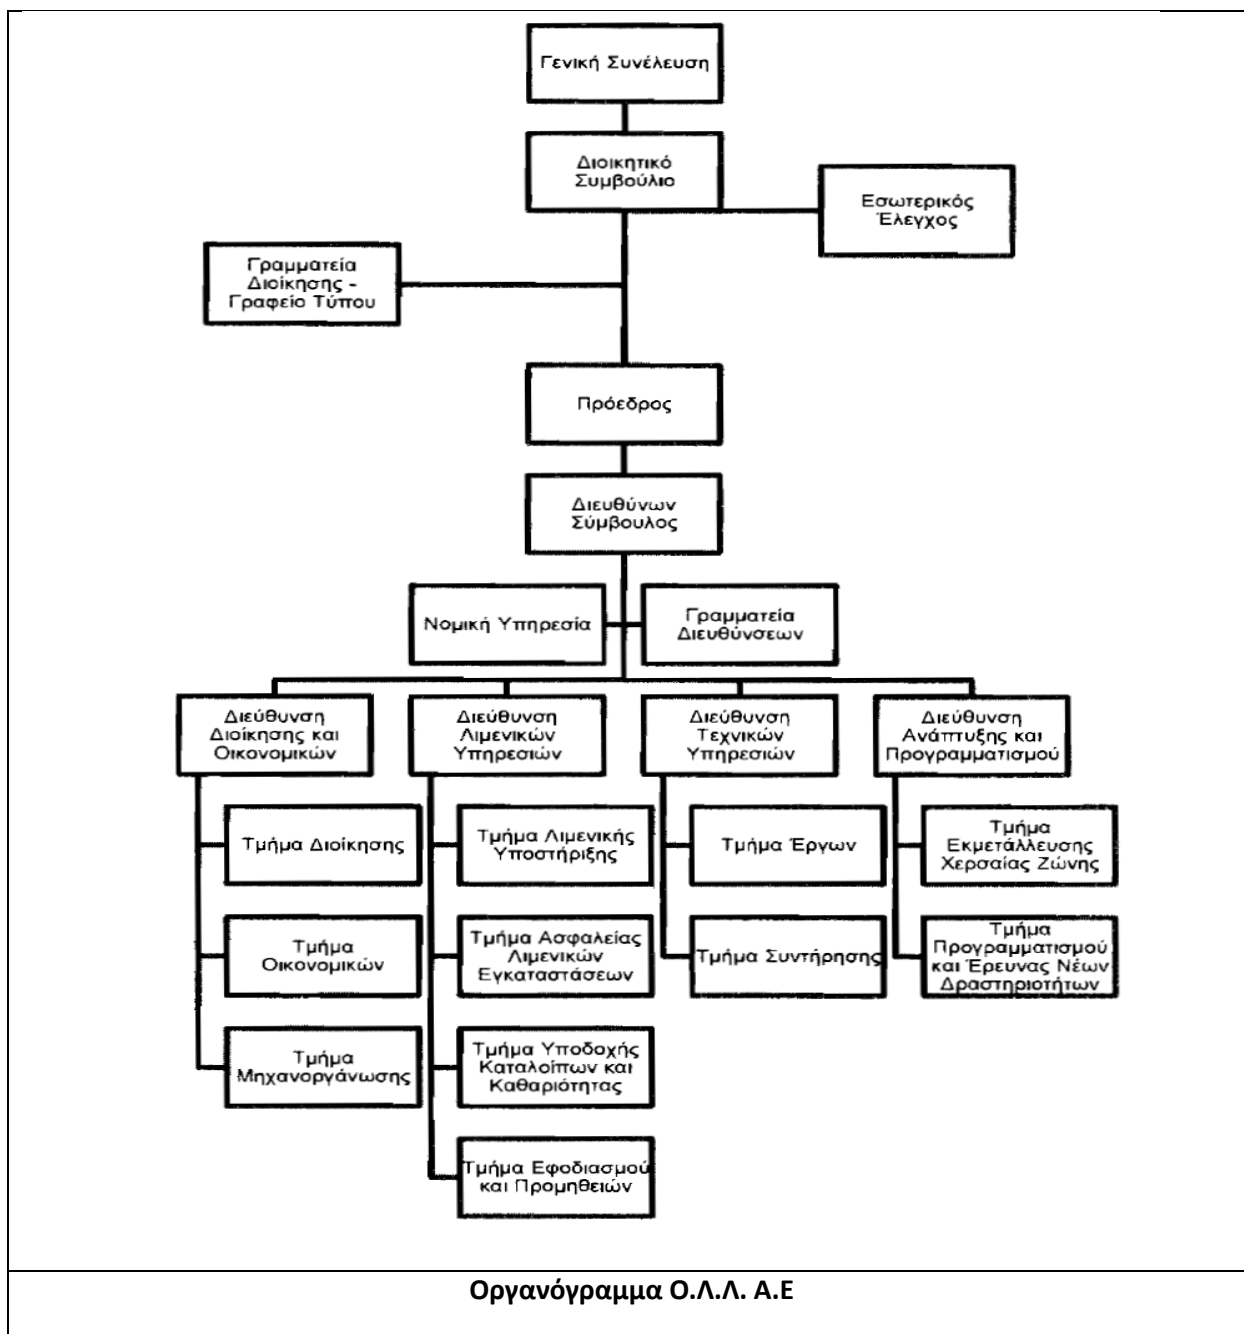 Γενική Συνέλευση
Διοικητικό
Συμβούλιο
Εσωτερικός
Έλεγχος
Γραμματεία
Διοίκησης -
Γραφείο Τύπου
Πρόεδρος
Διευθύνων
Σύμβουλος
Νομική Υπηρεσία
Γραμματεία
Διευθύνσεων
Διεύθυνση
Διοίκησης και
Οικονομικών
Διεύθυνση
Λιμενικών
Υπηρεσιών
Διεύθυνση
Τεχνικών
Υπηρεσιών
Διεύθυνση
Ανάπτυξης και
Προγραμματισμού
Τμήμα Διοίκησης
Τμήμα
Οικονομικών
Τμήμα
Μηχανοργάνωσης
Τμήμα Λιμενικής
Υποστήριξης
Τμήμα Ασφαλείας
Λιμενικών
Εγκαταστάσεων
Τμήμα Υποδοχής
Καταλοίπων και
Καθαριότητας
Τμήμα Εφοδιασμού
και Προμηθειών
Τμήμα Έργων
Τμήμα Συντήρησης
Τμήμα
Εκμετάλλευσης
Χερσαίας Ζώνης
Τμήμα
Προγραμματισμού
και Έρευνας Νέων
Δραστηριοτήτων
Οργανόγραμμα Ο.Λ.Λ. Α.Ε